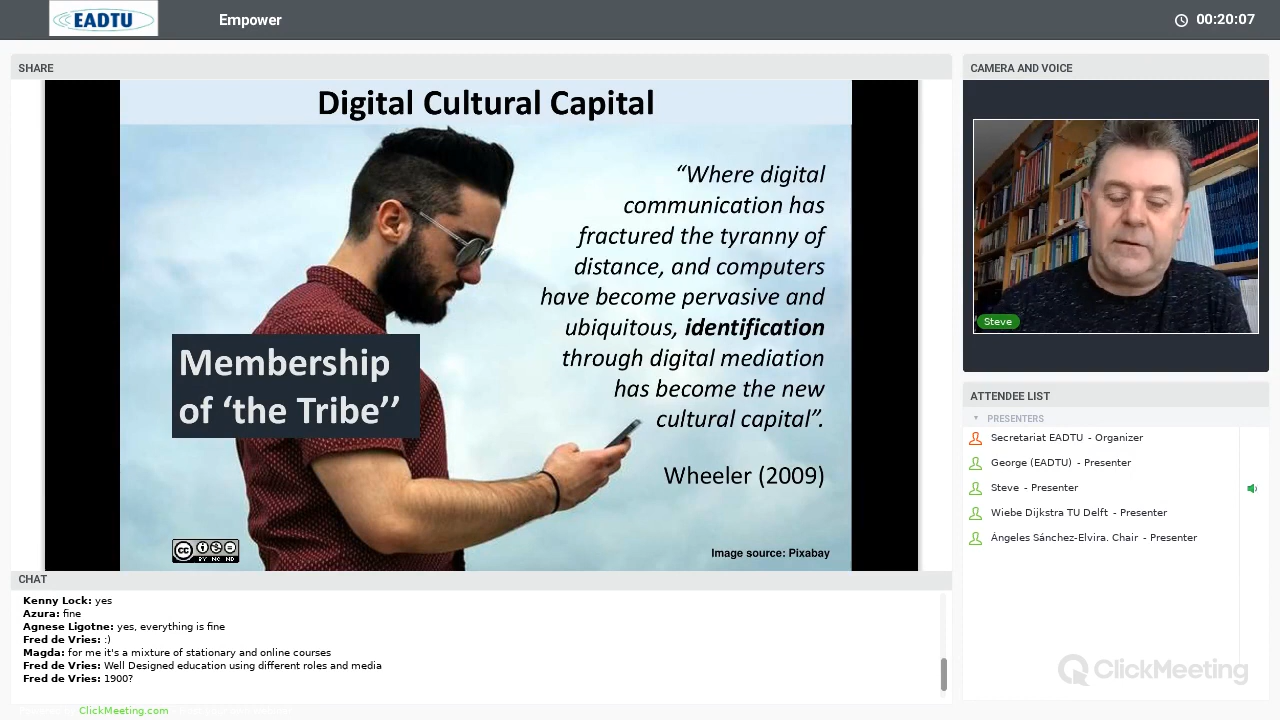 EADTU
Empower
00:20:07
SHARE
Digital Cultural Capital
“Where digital
communication has
fractured the tyranny of
distance, and computers
have become pervasive and
ubiquitous, identification
through digital mediation
has become the new
cultural capital”.
Wheeler (2009)
Membership
of ‘the Tribe’’
cc
BY NC ND
Image source: Pixabay
CHAT
Kenny Lock: yes
Azura: fine
Agnese Ligotne: yes, everything is fine
Fred de Vries: :)
Magda: for me it's a mixture of stationary and online courses
Fred de Vries: Well Designed education using different roles and media
Fred de Vries: 1900?
ClickMeeting.com
CAMERA AND VOICE
Steve
ATTENDEE LIST
PRESENTERS
Secretariat EADTU - Organizer
George (EADTU) - Presenter
Steve - Presenter
Wiebe Dijkstra TU Delft - Presenter
Ángeles Sánchez-Elvira. Chair - Presenter
ClickMeeting